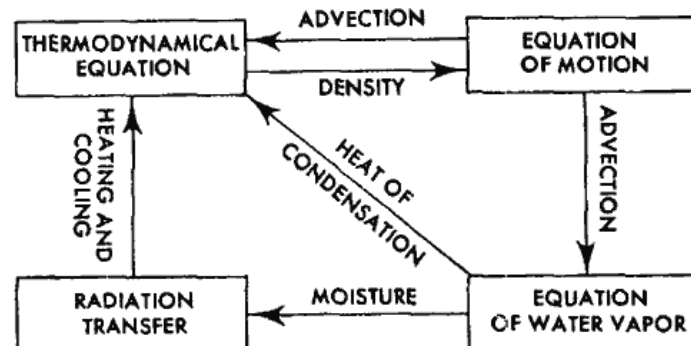 ADVECTION
THERMODYNAMICAL
EQUATION
EQUATION
OF MOTION
DENSITY
HEATING AND
COOLING
HEAT OF
CONDENSATION
ADVECTION
RADIATION
TRANSFER
MOISTURE
EQUATION
OF WATER VAPOR